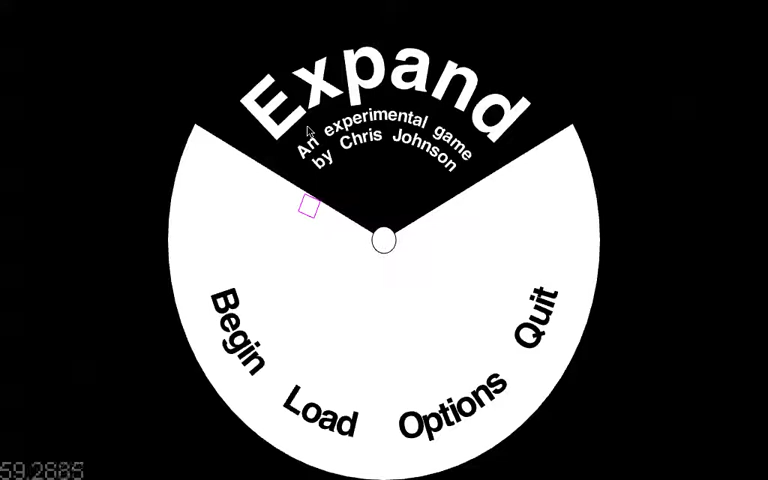 Expand
An experimental game
by Chris Johnson
Begin
Load
Options
Quit
59.2885